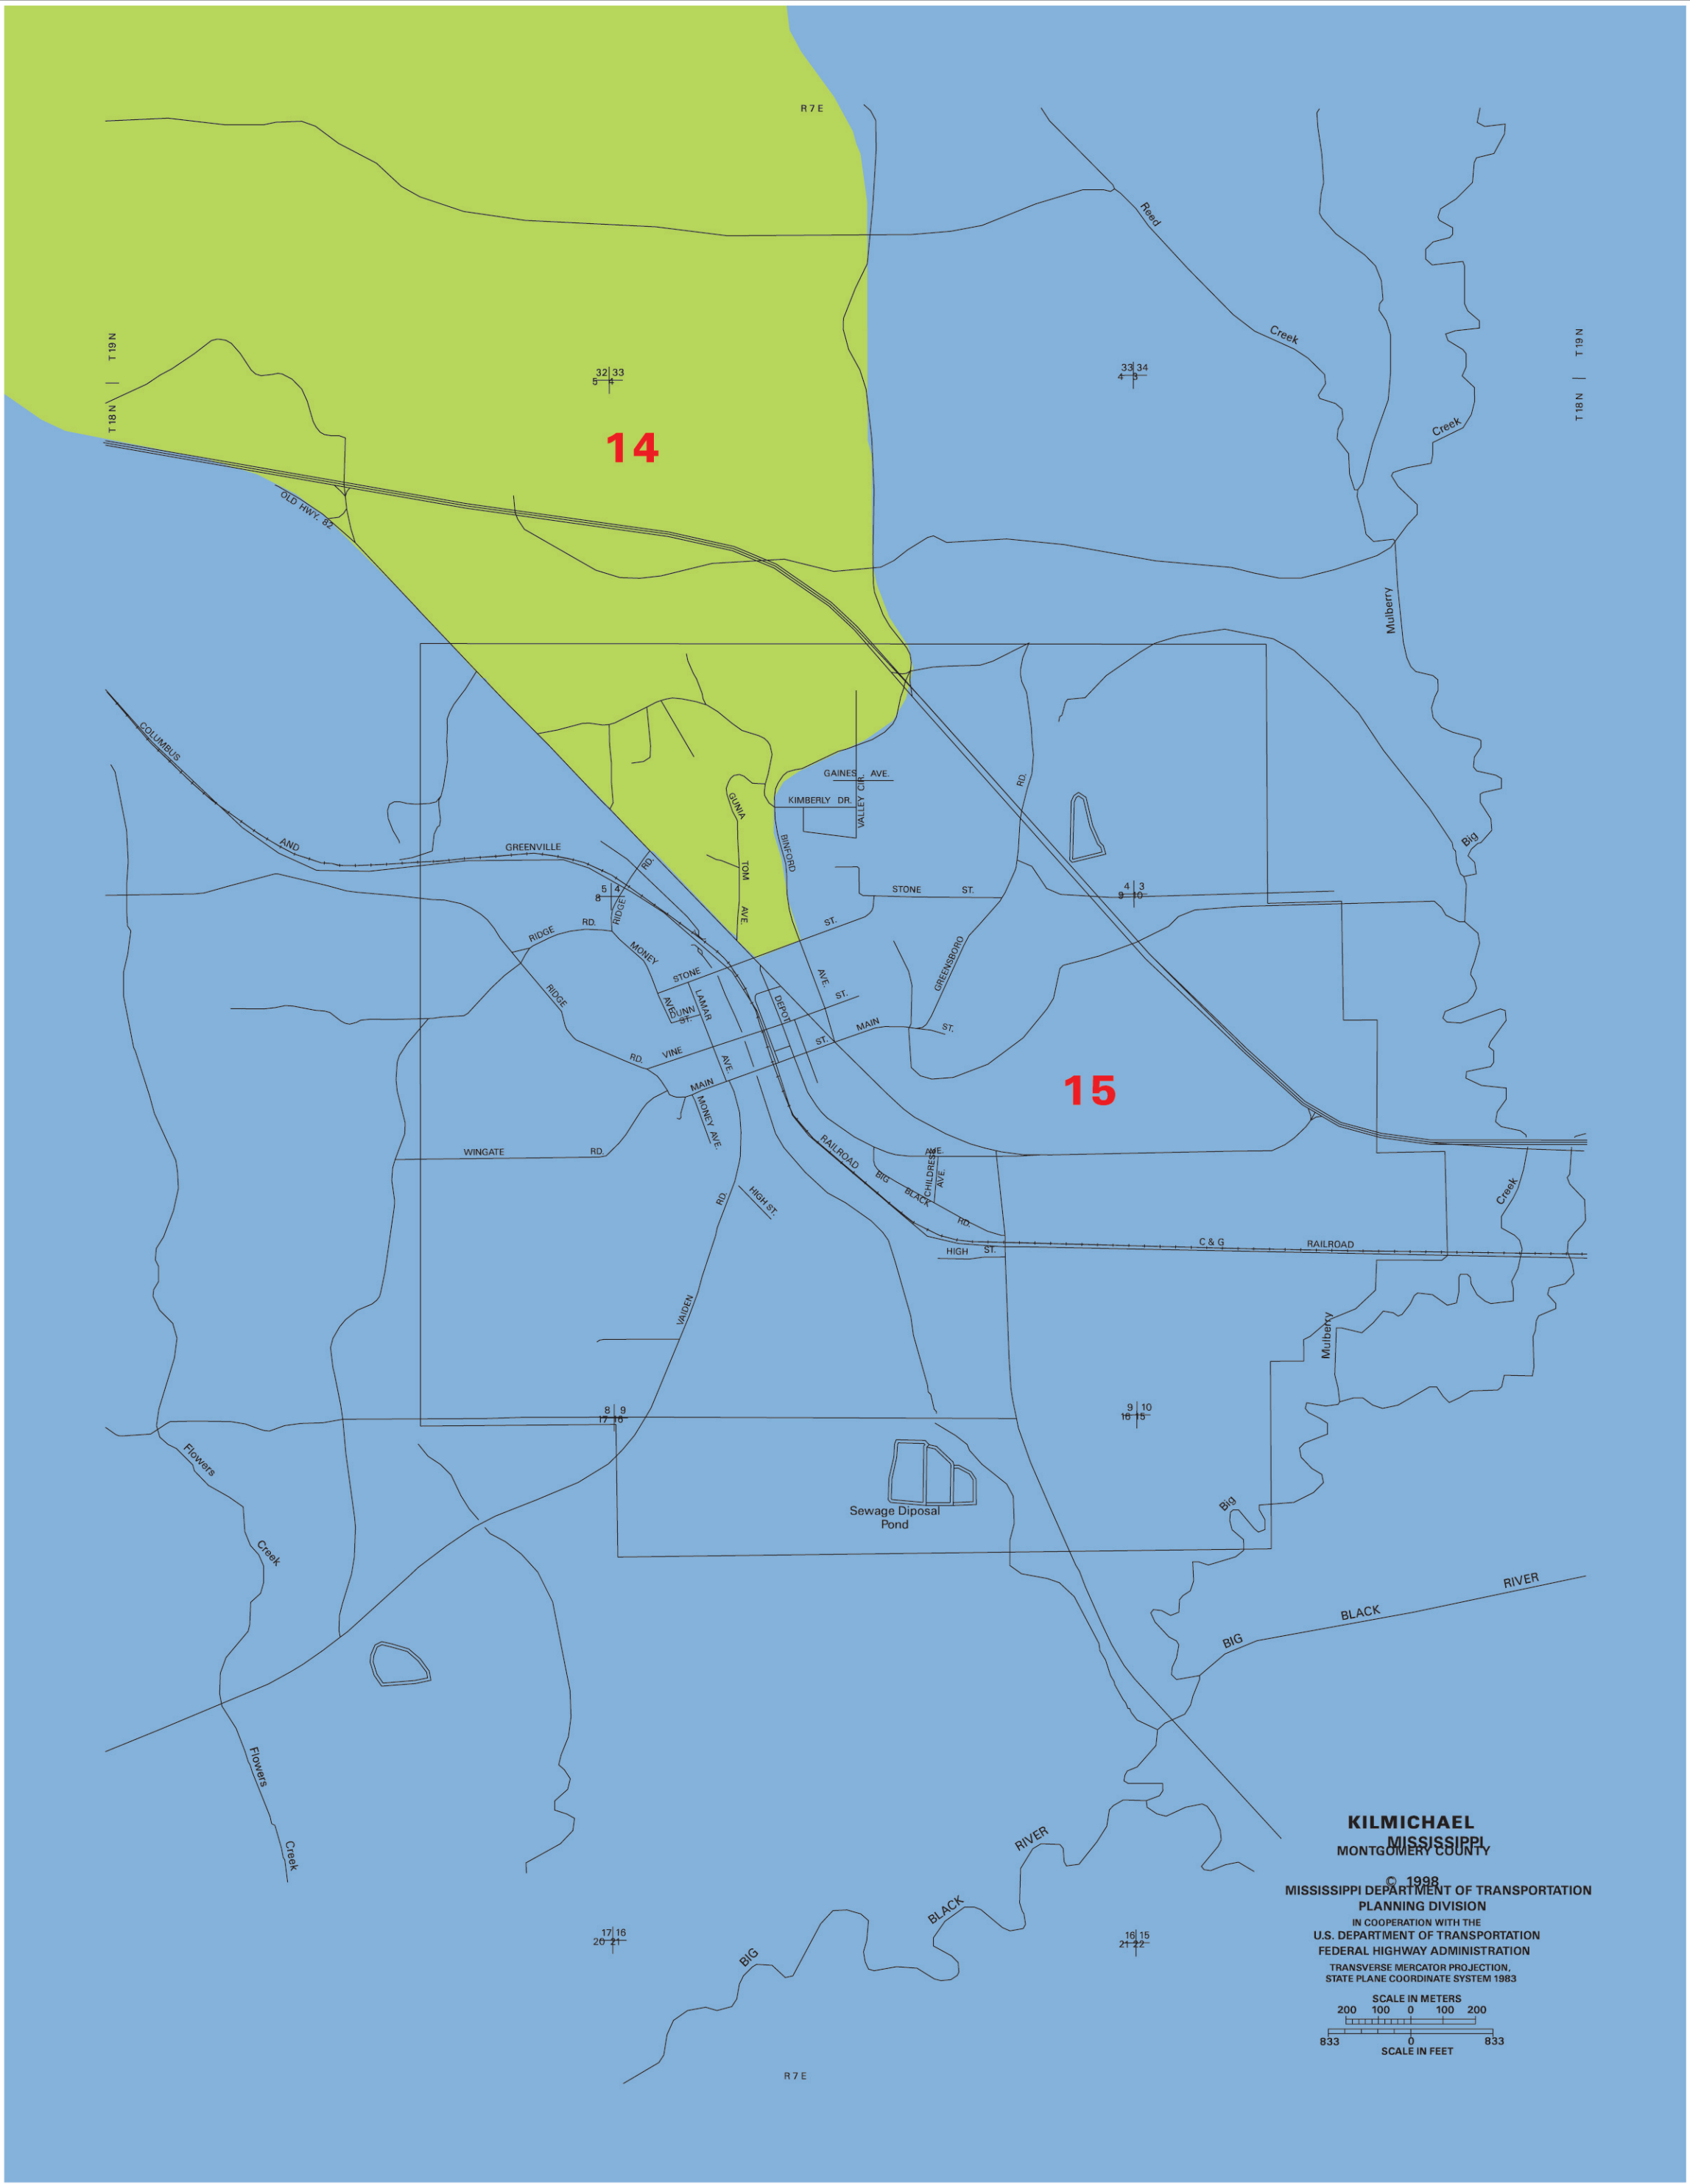 R 7 E
Reed
Creek
T 18 N | T 19 N
T 18 N | T 19 N
32 33
5 4
33 34
4 3
14
Creek
OLD HWY. 82
Mulberry
COLUMBUS
AND
GREENVILLE
GAINES AVE.
KIMBERLY DR.
VALLEY CIR.
RD.
GUNIA
BINFORD
Big
RD.
TOM
AVE.
5 4
8
STONE ST.
4 3
9 10
RIDGE
RIDGE RD.
ST.
MONEY
STONE
GREENSBORO
AVE.
RIDGE
AVE.
DUNN
ST.
LAMAR
DEPOT
ST.
MAIN
ST.
ST.
RD.
VINE
AVE.
MAIN
15
MONEY AVE.
RAILROAD
AVE.
WINGATE RD.
CHILDRESS
AVE.
BIG
BLACK
RD.
HIGH ST.
RD.
Creek
C & G RAILROAD
HIGH ST.
VAIDEN
Mulberry
8 9
17 16
9 10
16 15
Flowers
Creek
Sewage Diposal
Pond
Big
RIVER
BLACK
BIG
Flowers
Creek
RIVER
BLACK
BIG
17 16
20 21
16 15
21 22
R 7 E
KILMICHAEL
MISSISSIPPI
MONTGOMERY COUNTY
© 1998
MISSISSIPPI DEPARTMENT OF TRANSPORTATION
PLANNING DIVISION
IN COOPERATION WITH THE
U.S. DEPARTMENT OF TRANSPORTATION
FEDERAL HIGHWAY ADMINISTRATION
TRANSVERSE MERCATOR PROJECTION,
STATE PLANE COORDINATE SYSTEM 1983
SCALE IN METERS
200 100 0 100 200
833 0 833
SCALE IN FEET